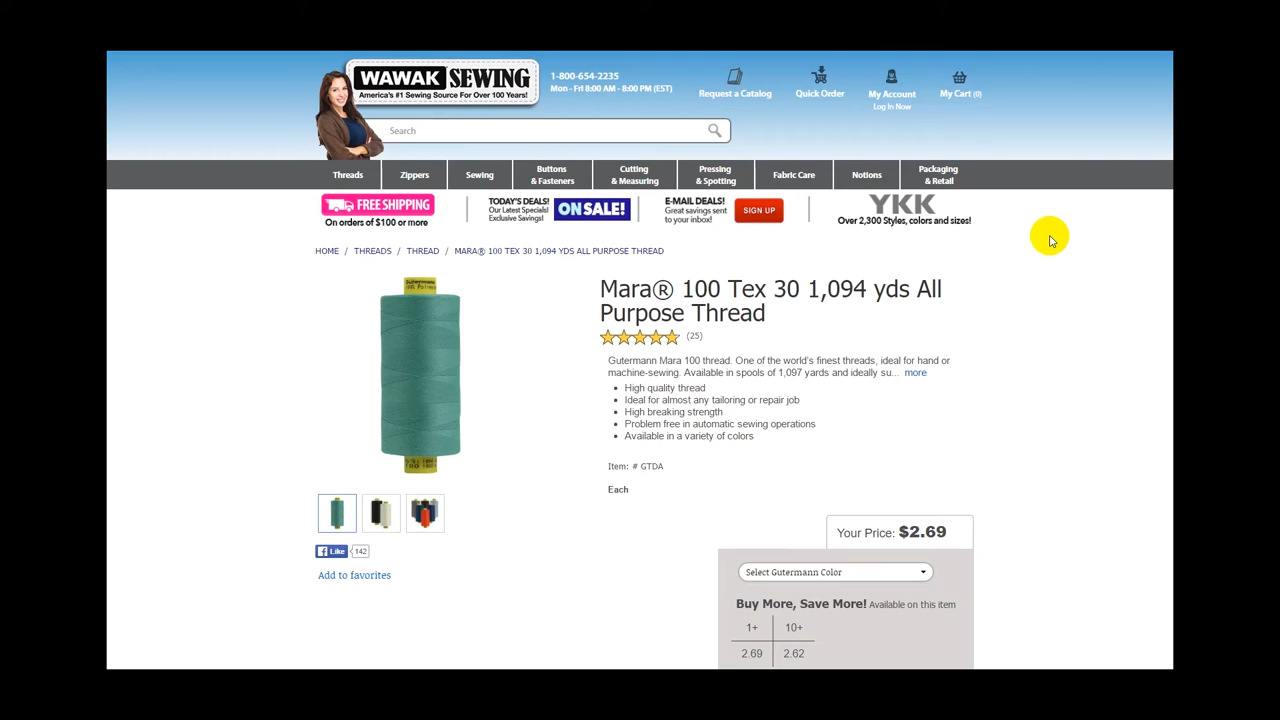 WAWAK SEWING
America's #1 Sewing Source For Over 100 Years!
1-800-654-2235
Mon - Fri 8:00 AM - 8:00 PM (EST)
Request a Catalog
Quick Order
My Account
Log In Now
My Cart (0)
Search
Threads
Zippers
Sewing
Buttons
& Fasteners
Cutting
& Measuring
Pressing
& Spotting
Fabric Care
Notions
Packaging
& Retail
FREE SHIPPING
On orders of $100 or more
TODAY'S DEALS!
Our Latest Specials!
Exclusive Savings!
ON SALE!
E-MAIL DEALS!
Great savings sent
to your inbox!
SIGN UP
YKK
Over 2,300 Styles, colors and sizes!
HOME / THREADS / THREAD / MARA® 100 TEX 30 1,094 YDS ALL PURPOSE THREAD
Gutermann
Mara® 100 Tex 30 1,094 yds All
Purpose Thread
(25)
Gutermann Mara 100 thread. One of the world's finest threads, ideal for hand or
machine-sewing. Available in spools of 1,097 yards and ideally su... more
High quality thread
Ideal for almost any tailoring or repair job
High breaking strength
Problem free in automatic sewing operations
Available in a variety of colors
Item: # GTDA
Each
Like 142
Add to favorites
Your Price: $2.69
Select Gutermann Color
Buy More, Save More! Available on this item
1+ 10+
2.69 2.62